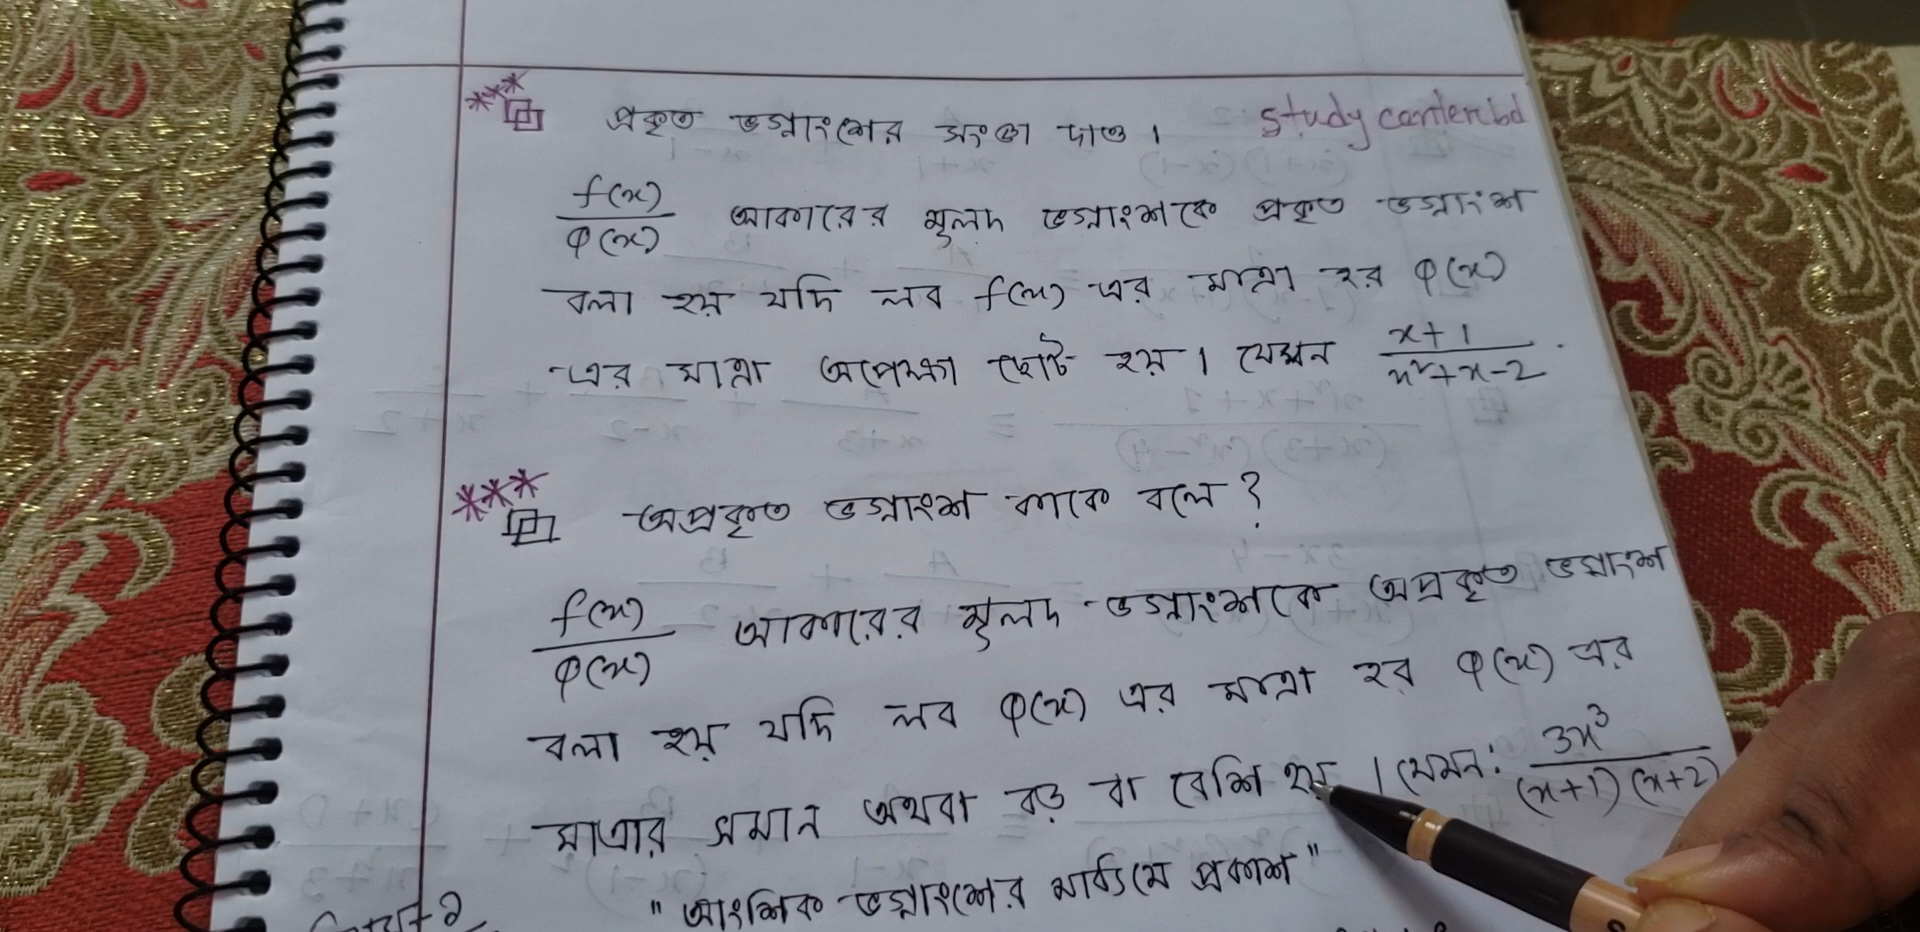 প্রকৃত ভগ্নাংশের সংজ্ঞা দাও। study centerbd
f(x)/φ(x) আকারের মূলদ ভগ্নাংশকে প্রকৃত ভগ্নাংশ
বলা হয় যদি লব f(x) এর মাত্রা হর φ(x)
এর মাত্রা অপেক্ষা ছোট হয়। যেমন x+1/x²+x-2.
অপ্রকৃত ভগ্নাংশ কাকে বলে?
f(x)/φ(x) আকারের মূলদ ভগ্নাংশকে অপ্রকৃত ভগ্নাংশ
বলা হয় যদি লব φ(x) এর মাত্রা হর φ(x) এর
মাত্রার সমান অথবা বড় বা বেশি হয়। যেমন: 3x³/(x+1)(x+2)
"আংশিক ভগ্নাংশের মাধ্যমে প্রকাশ"